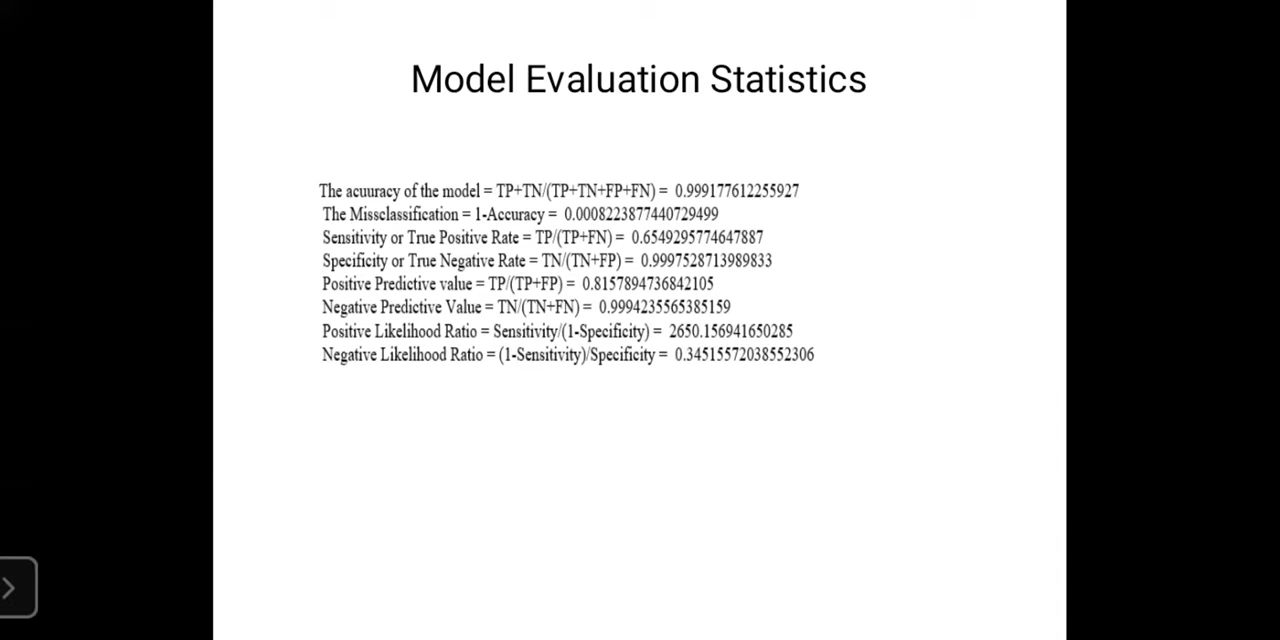 Model Evaluation Statistics
The acuuracy of the model = TP+TN/(TP+TN+FP+FN) = 0.999177612255927
The Missclassification = 1-Accuracy = 0.0008223877440729499
Sensitivity or True Positive Rate = TP/(TP+FN) = 0.6549295774647887
Specificity or True Negative Rate = TN/(TN+FP) = 0.9997528713989833
Positive Predictive value = TP/(TP+FP) = 0.8157894736842105
Negative Predictive Value = TN/(TN+FN) = 0.9994235565385159
Positive Likelihood Ratio = Sensitivity/(1-Specificity) = 2650.156941650285
Negative Likelihood Ratio = (1-Sensitivity)/Specificity = 0.34515572038552306